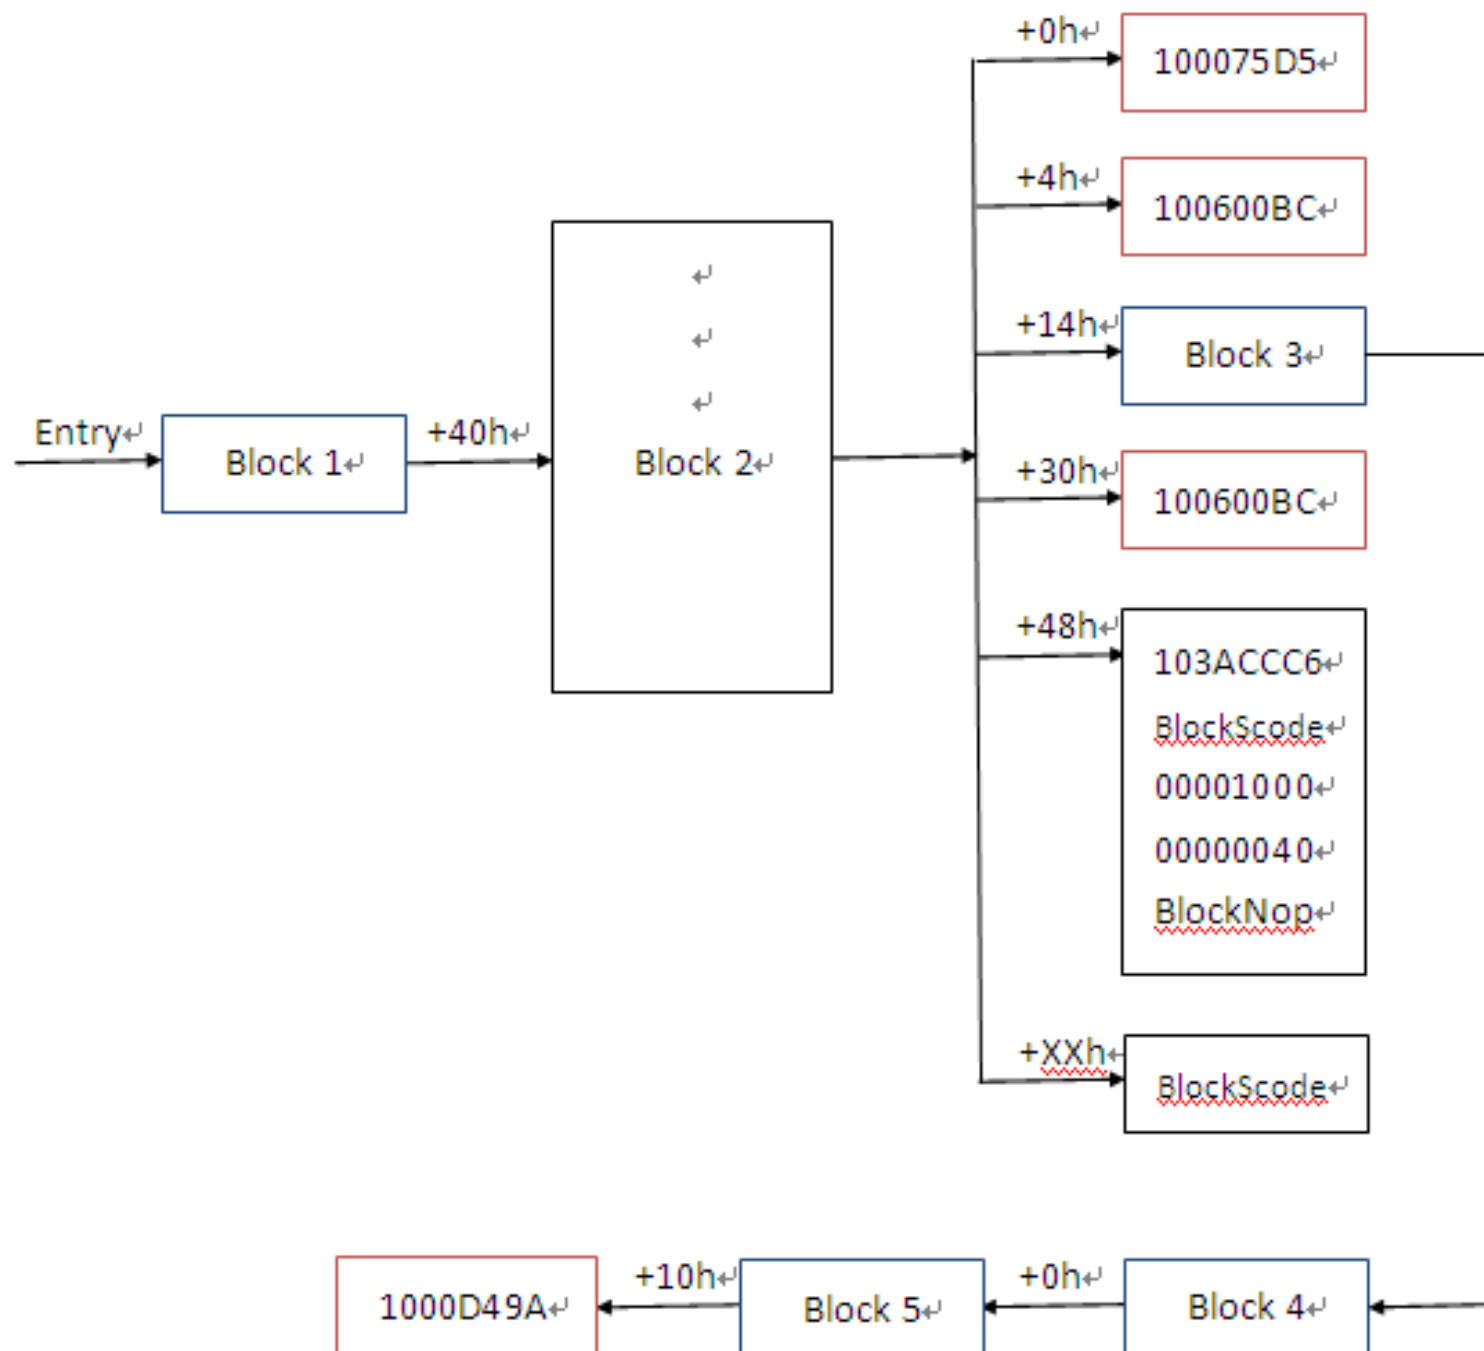 +0h
100075D5
+4h
100600BC
+14h
Block 3
Entry
Block 1
+40h
Block 2
+30h
100600BC
+48h
103ACCC6
BlockScode
00001000
00000040
BlockNop
+XXh
BlockScode
1000D49A
+10h
Block 5
+0h
Block 4